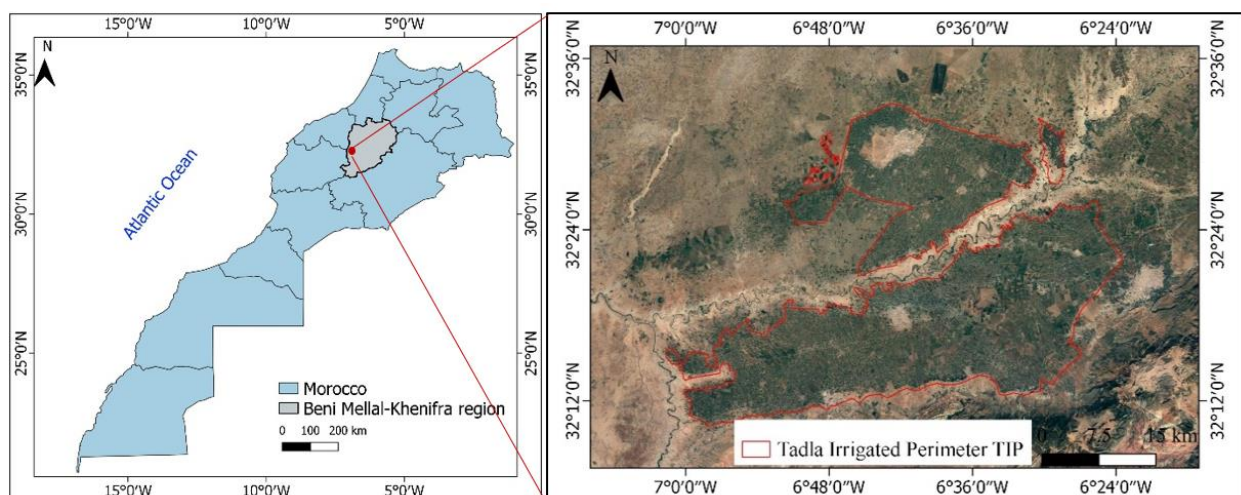 15°0'W 10°0'W 5°0'W
N
35°0'N
30°0'N
25°0'N
35°0'N
30°0'N
25°0'N
Atlantic Ocean
Morocco
Beni Mellal-Khenifra region
0 100 200 km
15°0'W 10°0'W 5°0'W
7°0'0"W 6°48'0"W 6°36'0"W 6°24'0"W
N
32°36'0"N
32°24'0"N
32°12'0"N
32°36'0"N
32°24'0"N
32°12'0"N
Tadla Irrigated Perimeter TIP
0 7.5 15 km
7°0'0"W 6°48'0"W 6°36'0"W 6°24'0"W